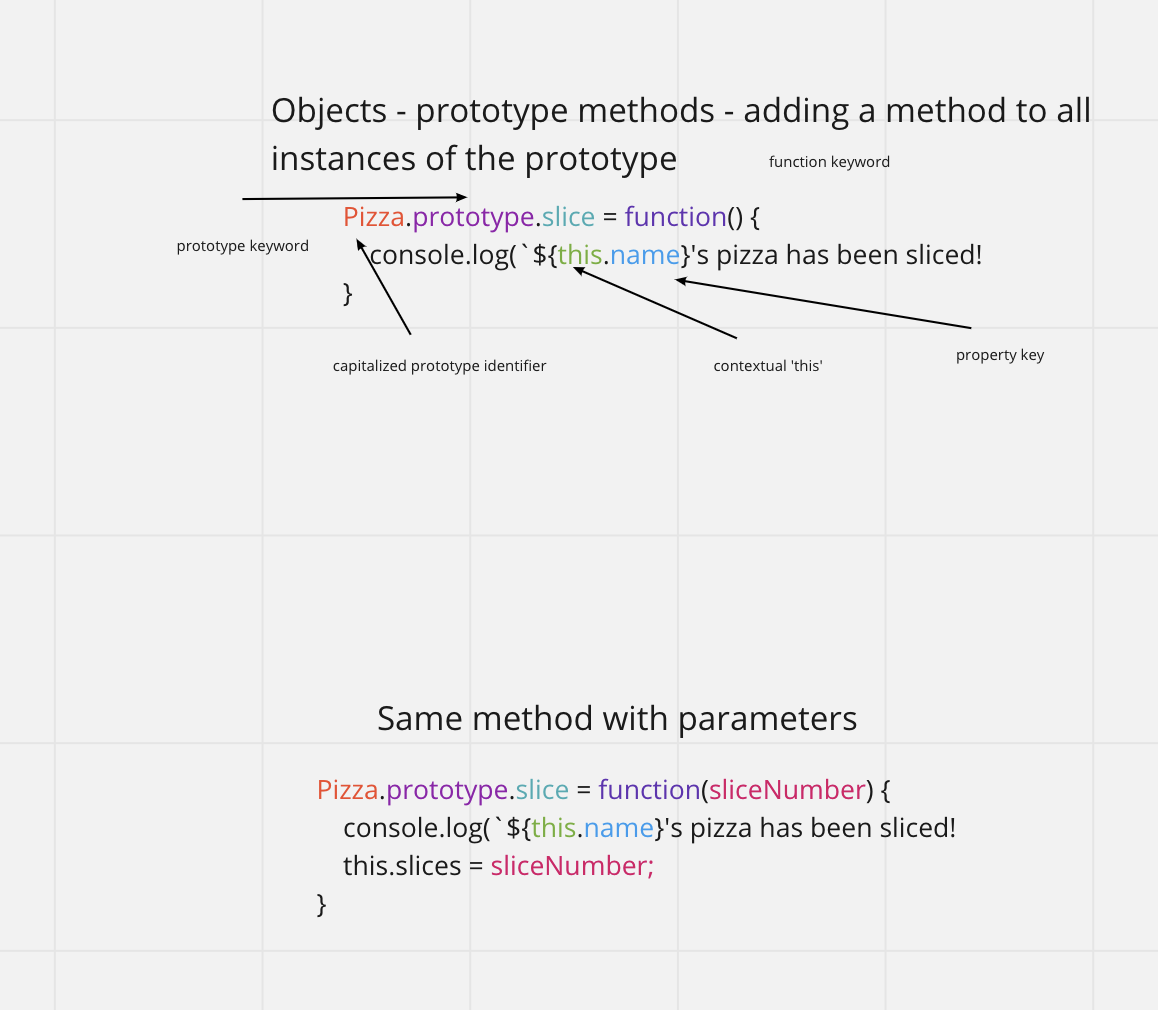 Objects - prototype methods - adding a method to all
instances of the prototype
function keyword
Pizza.prototype.slice = function() {
prototype keyword
console.log(`${this.name}'s pizza has been sliced!
}
capitalized prototype identifier
contextual 'this'
property key
Same method with parameters
Pizza.prototype.slice = function(sliceNumber) {
console.log(`${this.name}'s pizza has been sliced!
this.slices = sliceNumber;
}